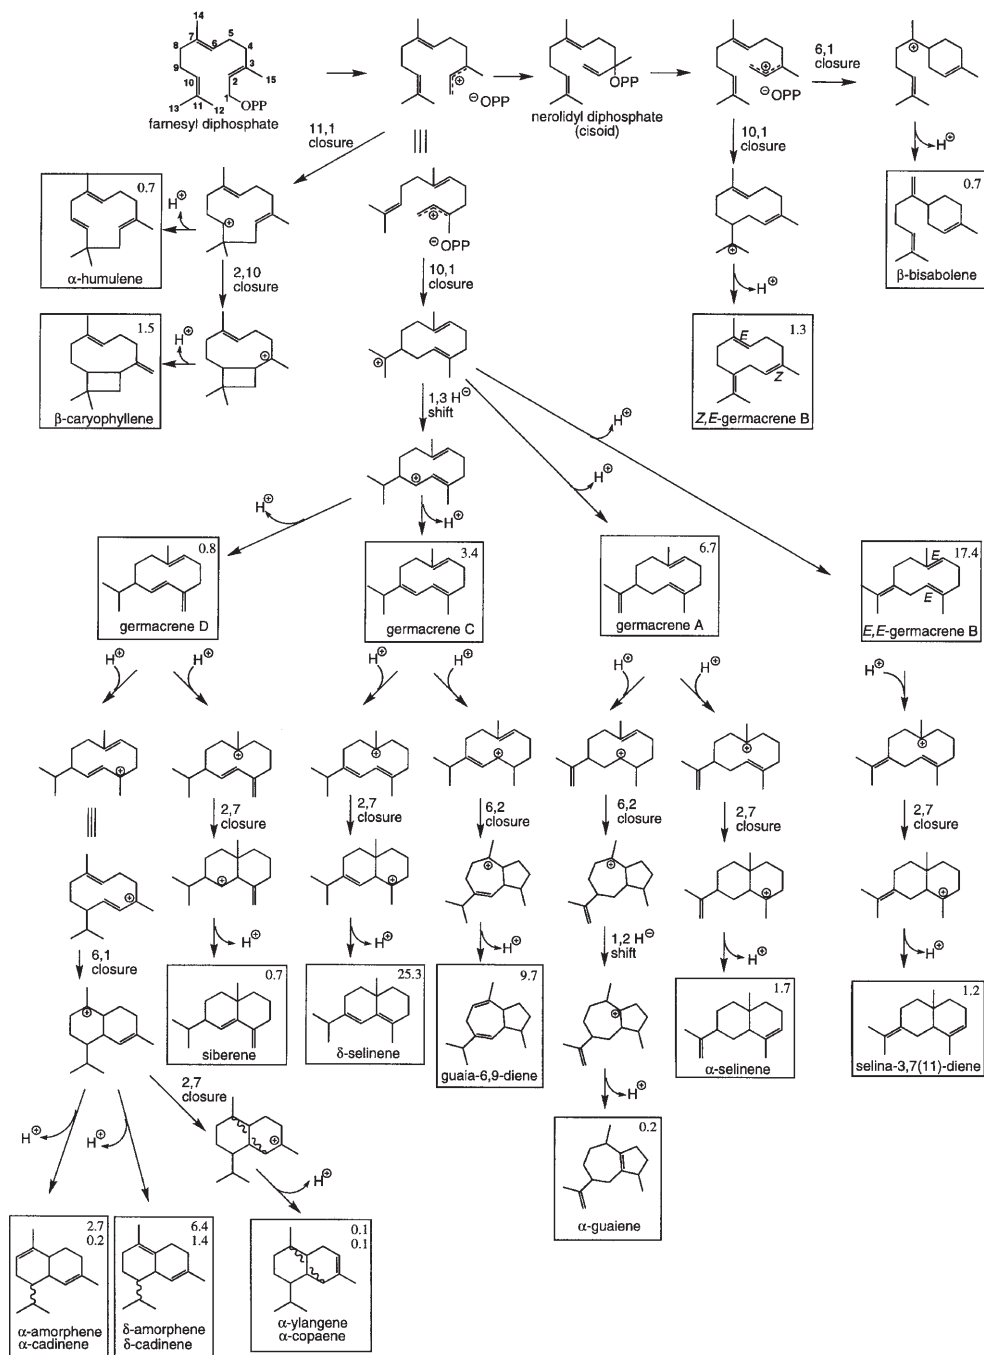 14
7
6
5
8
4
9
3
10
2
15
1
OPP
13
11
12
farnesyl diphosphate
⊕
⊖OPP
OPP
nerolidyl diphosphate
(cisoid)
⊕
⊖OPP
6,1
closure
⊕
11,1
closure
10,1
closure
H⊕
0.7
H⊕
⊕
α-humulene
⊕
⊖OPP
⊕
0.7
β-bisabolene
2,10
closure
10,1
closure
H⊕
1.5
H⊕
⊕
β-caryophyllene
⊕
1.3
E
Z
Z,E-germacrene B
1,3 H⊖
shift
H⊕
⊕
H⊕
H⊕
H⊕
0.8
germacrene D
3.4
germacrene C
6.7
germacrene A
17.4
E
E
E,E-germacrene B
H⊕
H⊕
H⊕
H⊕
H⊕
H⊕
H⊕
⊕
⊕
⊕
⊕
⊕
⊕
⊕
2,7
closure
2,7
closure
6,2
closure
6,2
closure
2,7
closure
2,7
closure
⊕
⊕
⊕
⊕
⊕
⊕
⊕
6,1
closure
H⊕
H⊕
H⊕
1,2 H⊖
shift
H⊕
H⊕
⊕
0.7
siberene
25.3
δ-selinene
9.7
guaia-6,9-diene
⊕
1.7
α-selinene
1.2
selina-3,7(11)-diene
2,7
closure
H⊕
H⊕
⊕
H⊕
H⊕
0.2
α-guaiene
2.7
0.2
α-amorphene
α-cadinene
6.4
1.4
δ-amorphene
δ-cadinene
0.1
0.1
α-ylangene
α-copaene